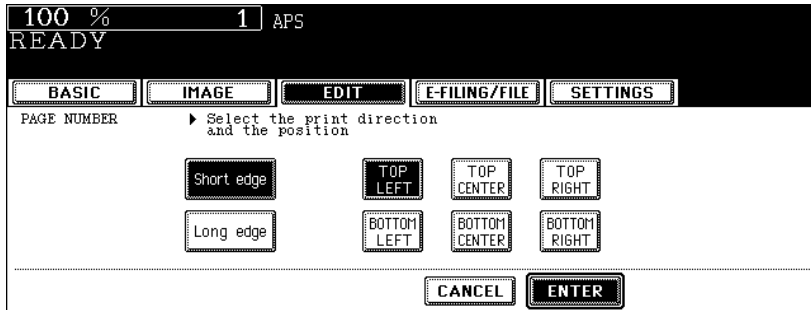 100 % 1 APS
READY
BASIC IMAGE EDIT E-FILING/FILE SETTINGS
PAGE NUMBER Select the print direction
and the position
Short edge TOP LEFT TOP CENTER TOP RIGHT
Long edge BOTTOM LEFT BOTTOM CENTER BOTTOM RIGHT
CANCEL ENTER